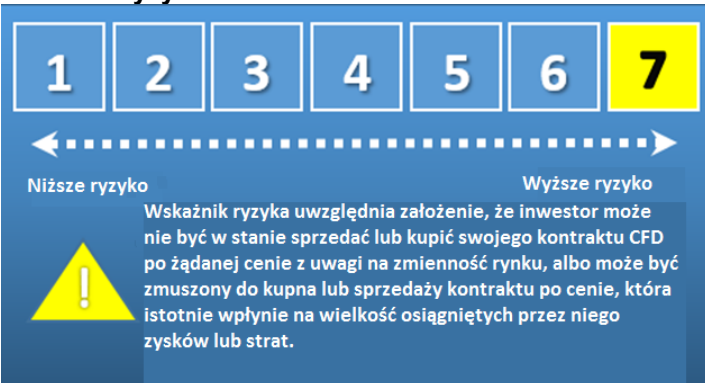 1 2 3 4 5 6 7
Niższe ryzyko Wyższe ryzyko
Wskaźnik ryzyka uwzględnia założenie, że inwestor może
nie być w stanie sprzedać lub kupić swojego kontraktu CFD
po żądanej cenie z uwagi na zmienność rynku, albo może być
zmuszony do kupna lub sprzedaży kontraktu po cenie, która
istotnie wpłynie na wielkość osiągniętych przez niego
zysków lub strat.
!